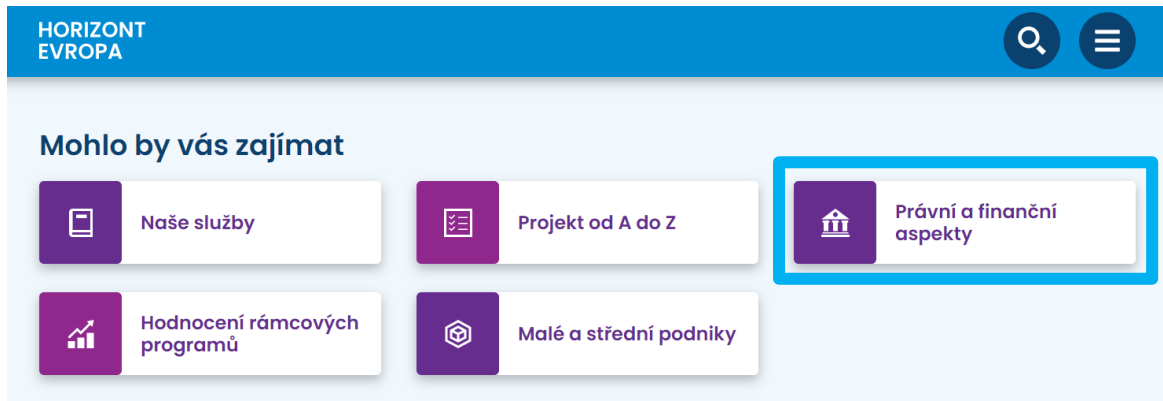 HORIZONT
EVROPA
Mohlo by vás zajímat
Naše služby
Projekt od A do Z
Právní a finanční
aspekty
Hodnocení rámcových
programů
Malé a střední podniky